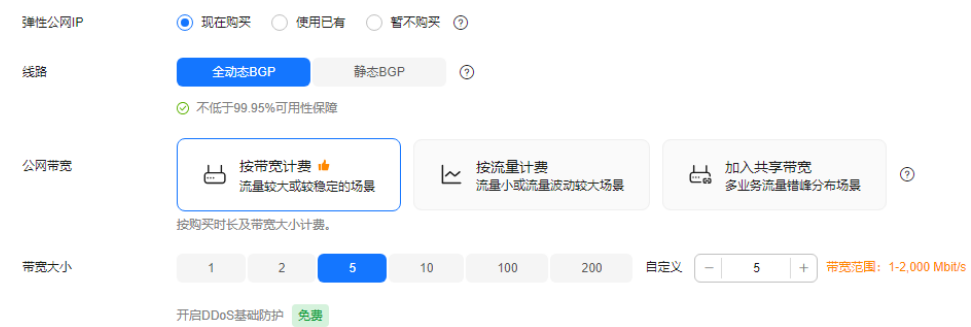 弹性公网IP 现在购买 使用已有 暂不购买 ?
线路 全动态BGP 静态BGP ?
不低于99.95%可用性保障
公网带宽 按带宽计费 按流量计费 加入共享带宽 ?
流量较大或较稳定的场景 流量小或流量波动较大场景 多业务流量错峰分布场景
按购买时长及带宽大小计费。
带宽大小 1 2 5 10 100 200 自定义 − 5 + 带宽范围：1-2,000 Mbit/s
开启DDoS基础防护 免费